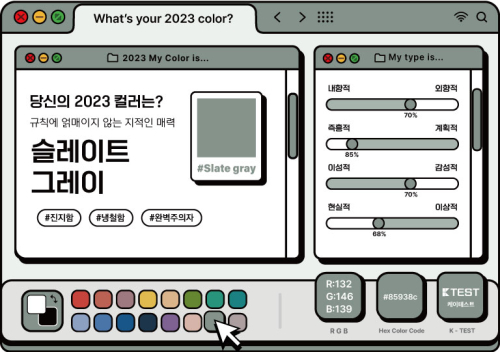 What's your 2023 color?
2023 My Color is...
당신의 2023 컬러는?
규칙에 얽매이지 않는 지적인 매력
슬레이트
그레이
#진지함 #냉철함 #완벽주의자
#Slate gray
My type is...
내향적 외향적
70%
즉흥적 계획적
85%
이성적 감성적
70%
현실적 이상적
68%
R:132
G:146
B:139
RGB
#85938c
Hex Color Code
KTEST
케이테스트
K - TEST